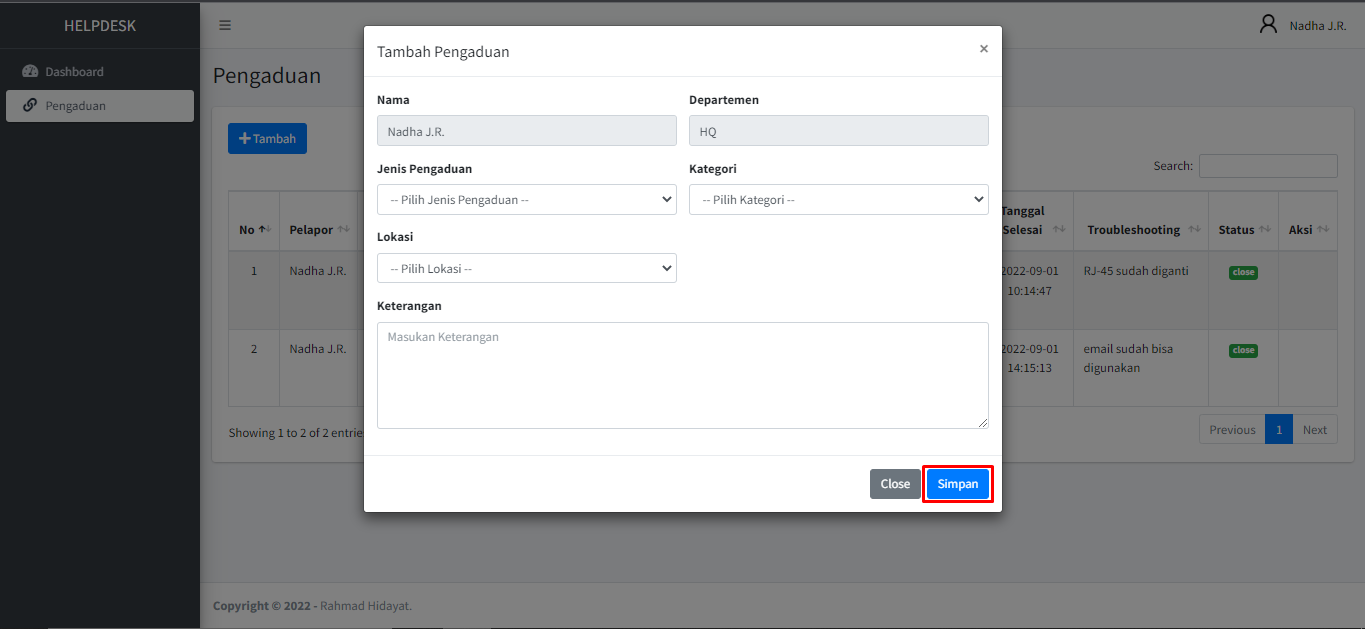 HELPDESK
Nadha J.R.
Dashboard
Pengaduan
Pengaduan
Tambah
Search:
No
Pelapor
Tanggal
Selesai
Troubleshooting
Status
Aksi
1
Nadha J.R.
2022-09-01
10:14:47
RJ-45 sudah diganti
close
2
Nadha J.R.
2022-09-01
14:15:13
email sudah bisa
digunakan
close
Showing 1 to 2 of 2 entrie
Previous
1
Next
Tambah Pengaduan
×
Nama
Departemen
Nadha J.R.
HQ
Jenis Pengaduan
Kategori
-- Pilih Jenis Pengaduan --
-- Pilih Kategori --
Lokasi
-- Pilih Lokasi --
Keterangan
Masukan Keterangan
Close
Simpan
Copyright © 2022 - Rahmad Hidayat.